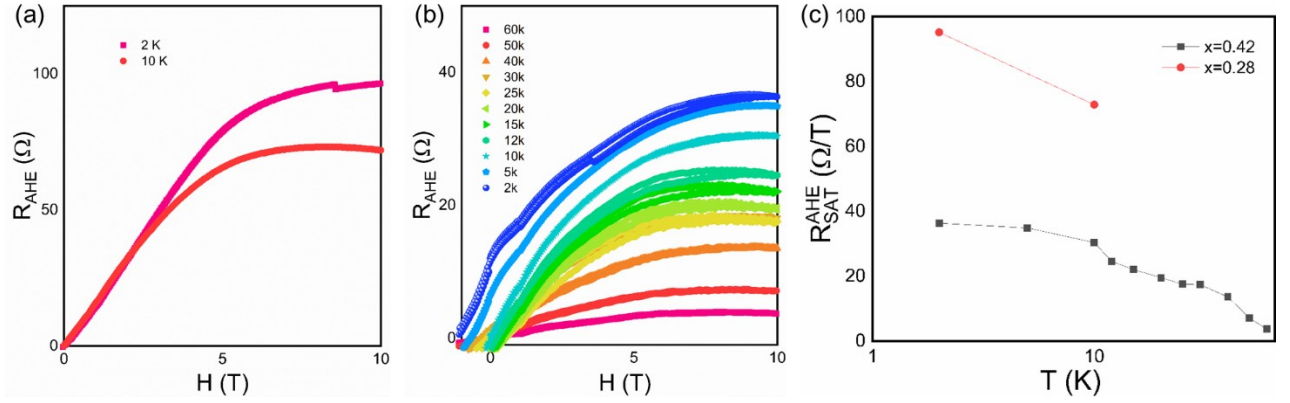 (a)
2 K
10 K
100
50
0
0
5
10
R_AHE (Ω)
H (T)
(b)
60k
50k
40k
30k
25k
20k
15k
12k
10k
5k
2k
40
20
0
0
5
10
R_AHE (Ω)
H (T)
(c)
x=0.42
x=0.28
100
80
60
40
20
0
1
10
R^AHE_SAT (Ω/T)
T (K)